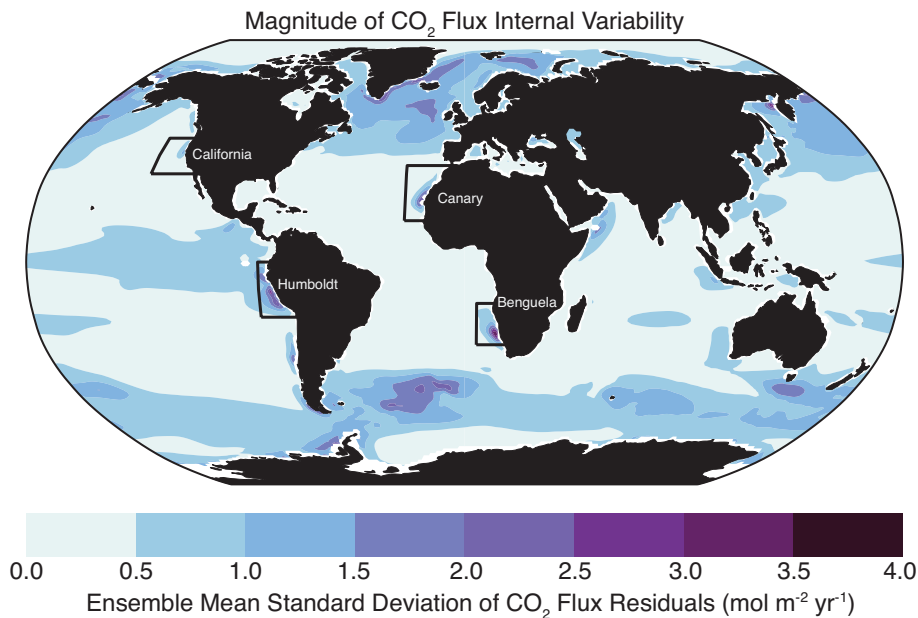 Magnitude of CO₂ Flux Internal Variability
California
Canary
Humboldt
Benguela
0.0 0.5 1.0 1.5 2.0 2.5 3.0 3.5 4.0
Ensemble Mean Standard Deviation of CO₂ Flux Residuals (mol m⁻² yr⁻¹)